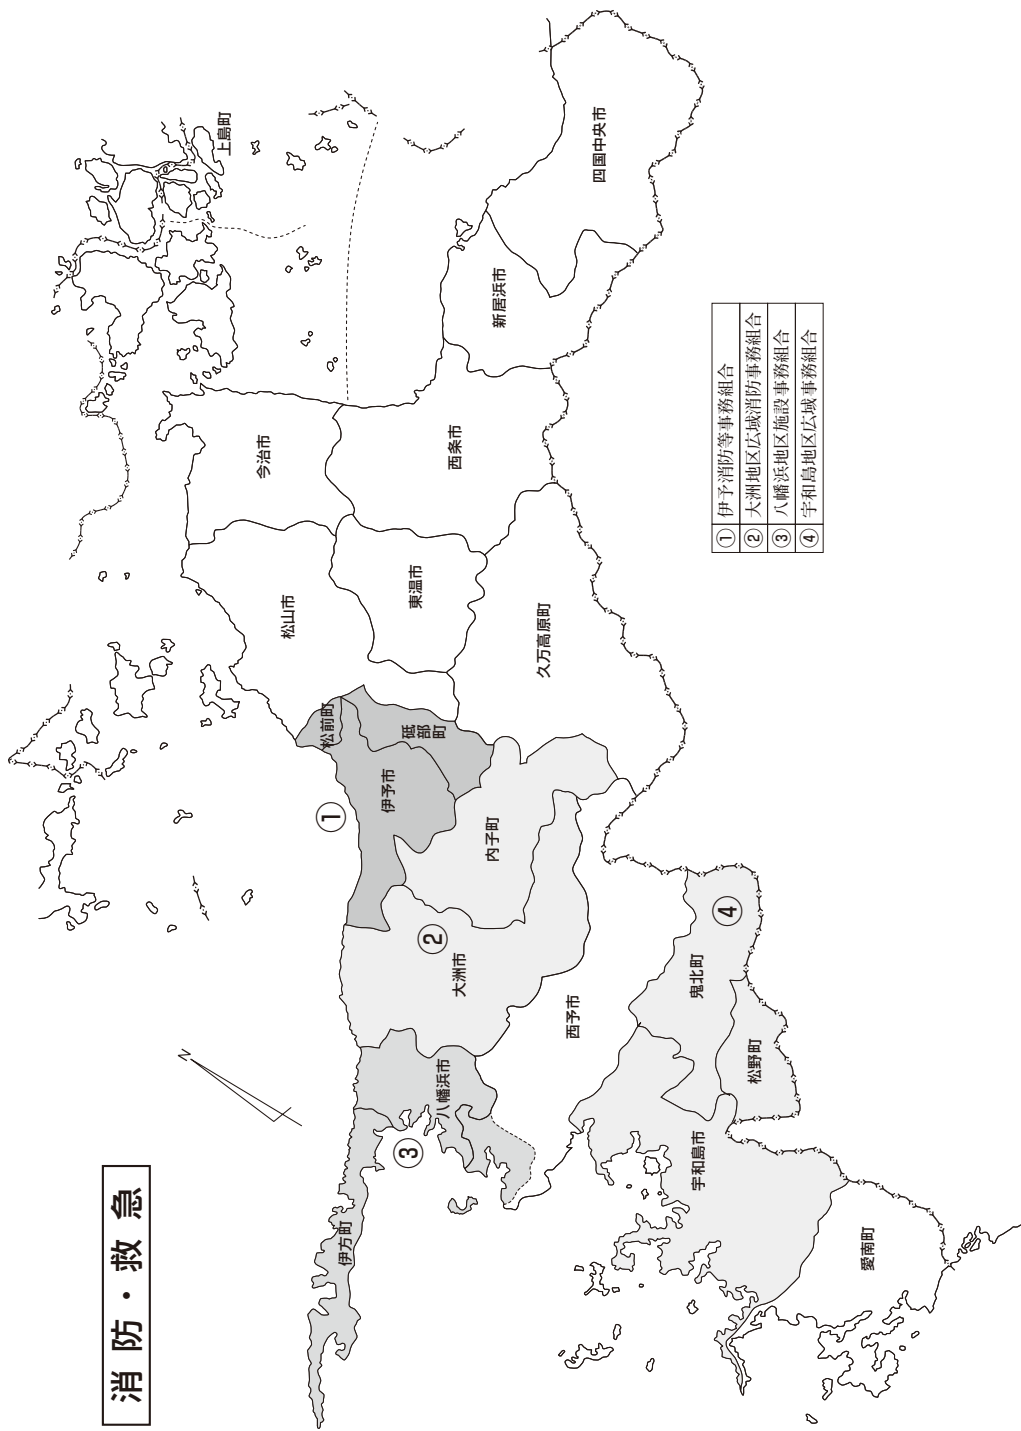 消防・救急
上島町
四国中央市
新居浜市
西条市
今治市
東温市
松山市
久万高原町
松前町
砥部町
伊予市
①
内子町
②
大洲市
西予市
④
鬼北町
松野町
八幡浜市
③
宇和島市
伊方町
愛南町
N
① 伊予消防等事務組合
② 大洲地区広域消防事務組合
③ 八幡浜地区施設事務組合
④ 宇和島地区広域事務組合